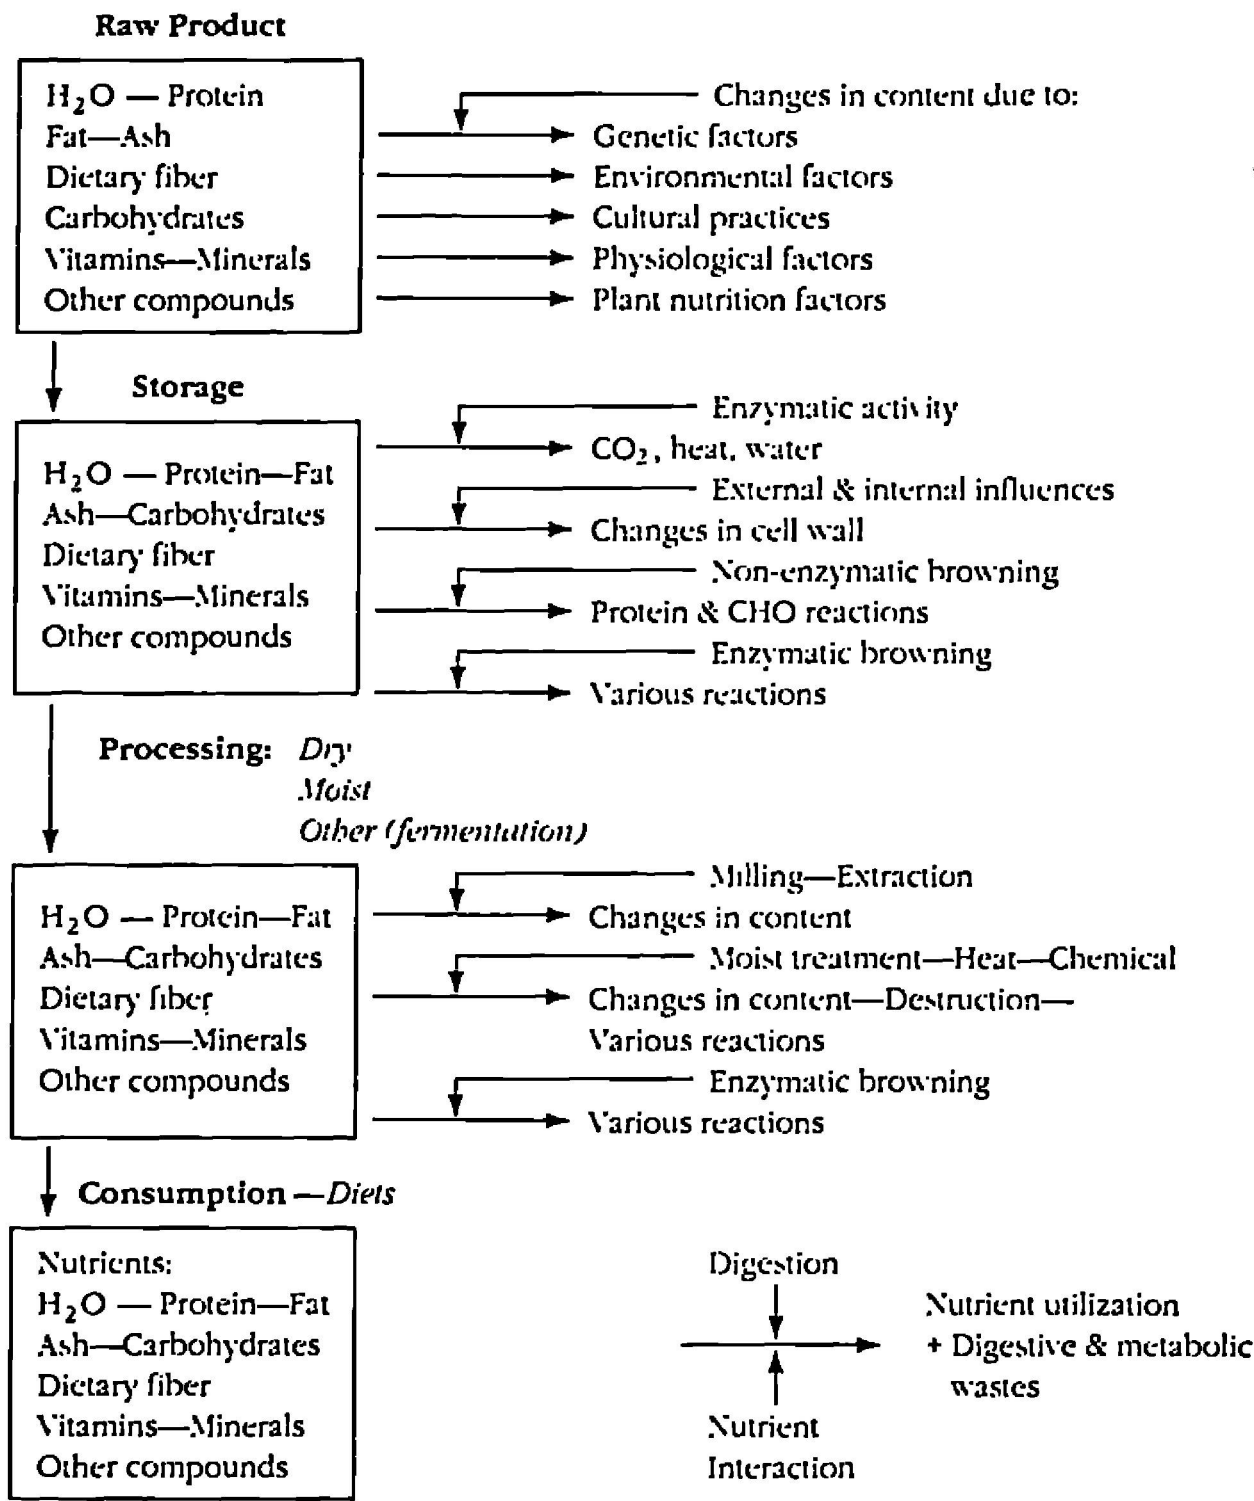 Raw Product
H₂O — Protein
Fat—Ash
Dietary fiber
Carbohydrates
Vitamins—Minerals
Other compounds
Changes in content due to:
Genetic factors
Environmental factors
Cultural practices
Physiological factors
Plant nutrition factors
Storage
H₂O — Protein—Fat
Ash—Carbohydrates
Dietary fiber
Vitamins—Minerals
Other compounds
Enzymatic activity
CO₂, heat, water
External & internal influences
Changes in cell wall
Non-enzymatic browning
Protein & CHO reactions
Enzymatic browning
Various reactions
Processing: Dry
Moist
Other (fermentation)
H₂O — Protein—Fat
Ash—Carbohydrates
Dietary fiber
Vitamins—Minerals
Other compounds
Milling—Extraction
Changes in content
Moist treatment—Heat—Chemical
Changes in content—Destruction—
Various reactions
Enzymatic browning
Various reactions
Consumption—Diets
Nutrients:
H₂O — Protein—Fat
Ash—Carbohydrates
Dietary fiber
Vitamins—Minerals
Other compounds
Digestion
Nutrient
Interaction
Nutrient utilization
+ Digestive & metabolic
wastes